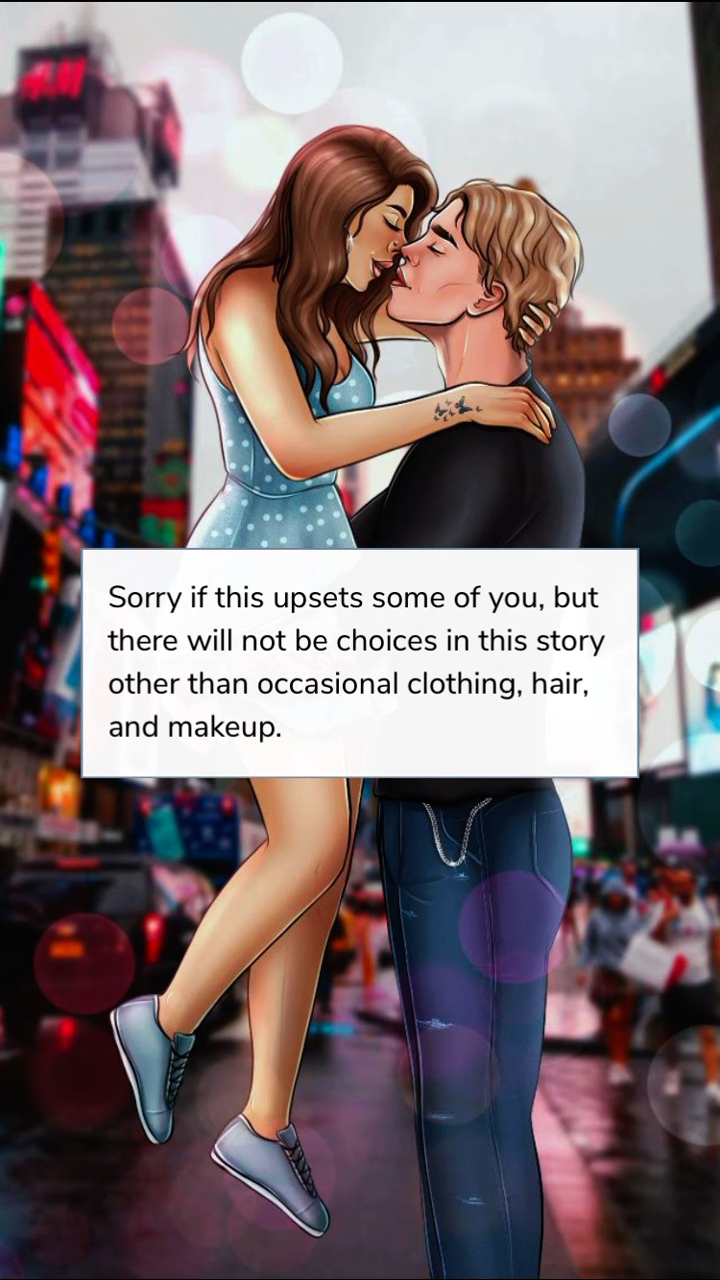 H&M
Sorry if this upsets some of you, but
there will not be choices in this story
other than occasional clothing, hair,
and makeup.